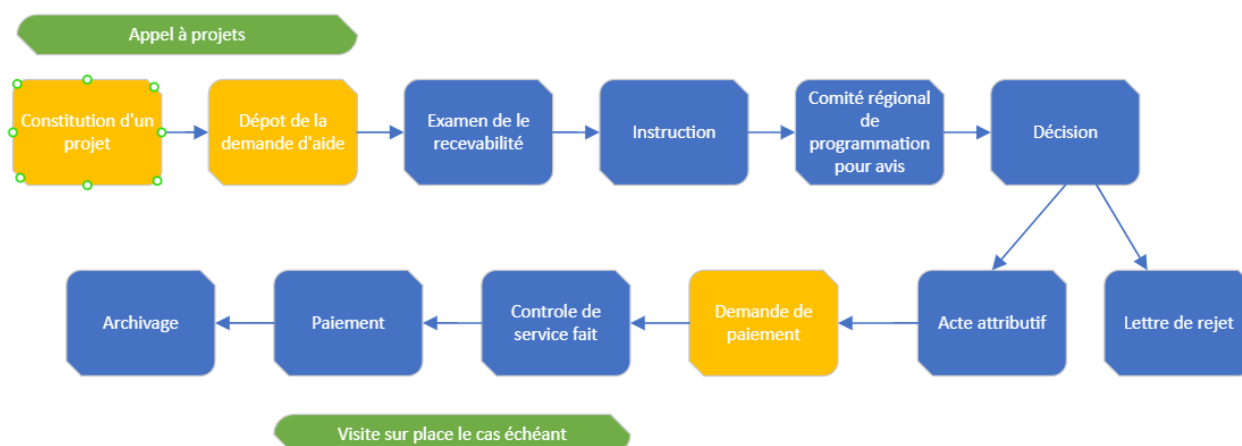 Appel à projets
Constitution d'un
projet
Dépot de la
demande d'aide
Examen de le
recevabilité
Instruction
Comité régional
de
programmation
pour avis
Décision
Archivage
Paiement
Controle de
service fait
Demande de
paiement
Acte attributif
Lettre de rejet
Visite sur place le cas échéant